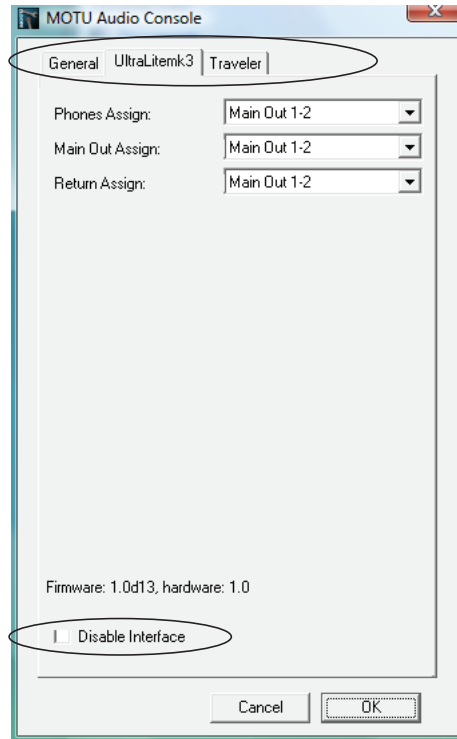 MOTU Audio Console
General UltraLitemk3 Traveler
Phones Assign: Main Out 1-2
Main Out Assign: Main Out 1-2
Return Assign: Main Out 1-2
Firmware: 1.0d13, hardware: 1.0
Disable Interface
Cancel OK